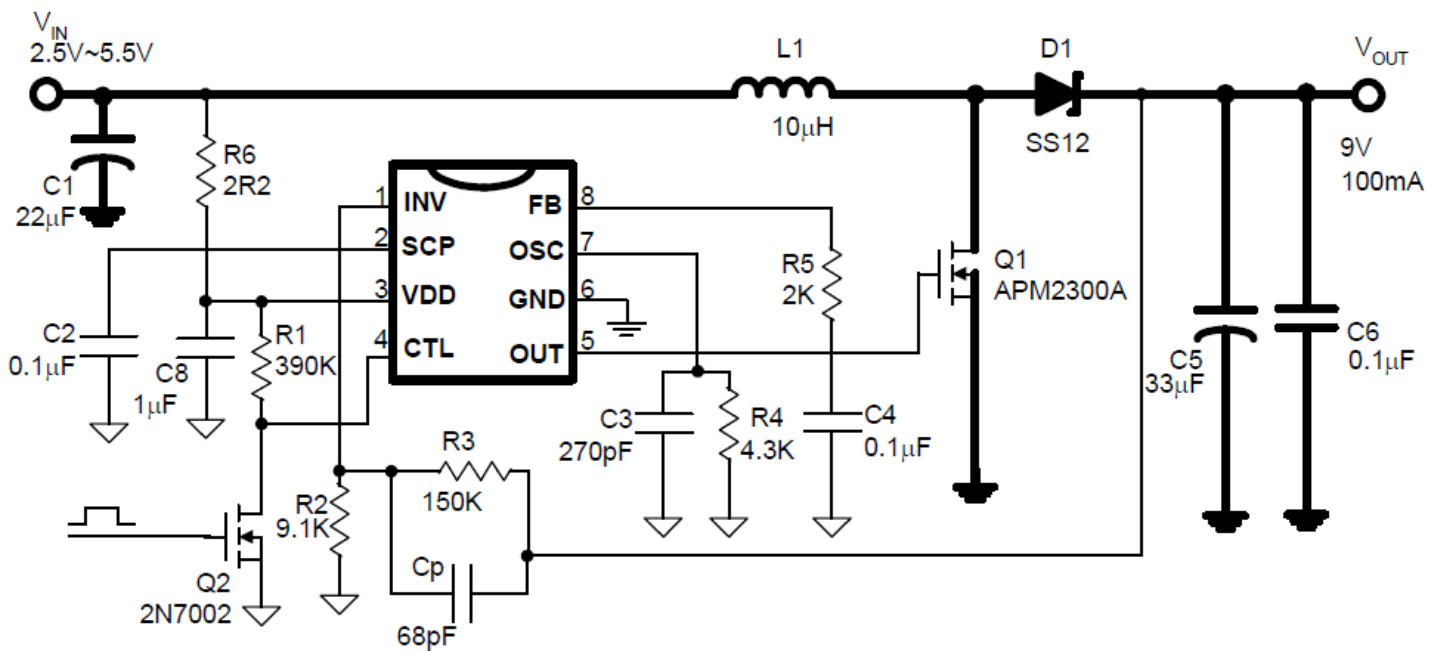 V_IN
2.5V~5.5V
L1
10μH
D1
SS12
V_OUT
9V
100mA
C1
22μF
R6
2R2
1
INV
2
SCP
3
VDD
4
CTL
FB
8
OSC
7
GND
6
OUT
5
R5
2K
Q1
APM2300A
C2
0.1μF
C8
1μF
R1
390K
C5
33μF
C6
0.1μF
C3
270pF
R4
4.3K
C4
0.1μF
R3
150K
R2
9.1K
Cp
68pF
Q2
2N7002